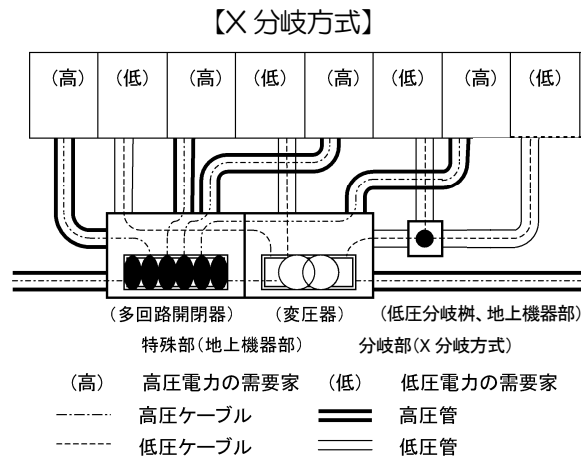 【X 分岐方式】
(高) (低) (高) (低) (高) (低) (高) (低)
(多回路開閉器) (変圧器) (低圧分岐桝、地上機器部)
特殊部(地上機器部) 分岐部(X 分岐方式)
(高) 高圧電力の需要家 (低) 低圧電力の需要家
高圧ケーブル 高圧管
低圧ケーブル 低圧管